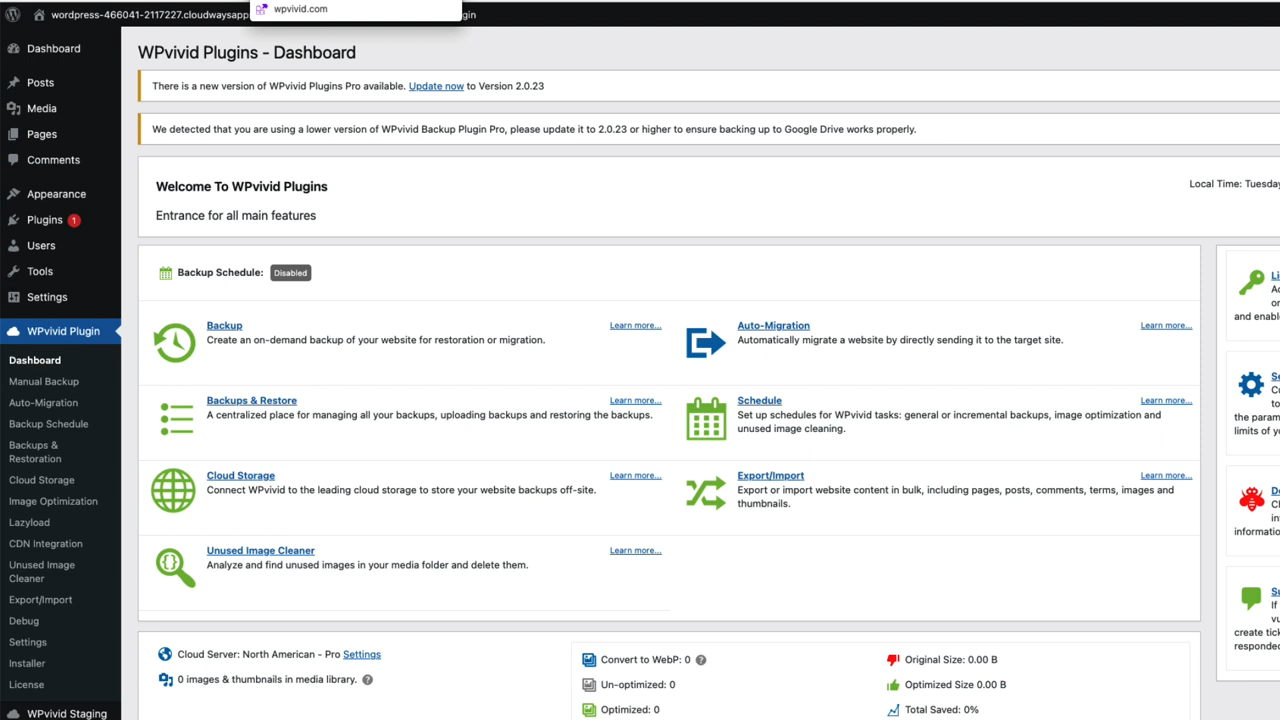 wpvivid.com
wordpress-466041-2117227.cloudwaysapp
gin
Dashboard
Posts
Media
Pages
Comments
Appearance
Plugins 1
Users
Tools
Settings
WPvivid Plugin
Dashboard
Manual Backup
Auto-Migration
Backup Schedule
Backups &
Restoration
Cloud Storage
Image Optimization
Lazyload
CDN Integration
Unused Image
Cleaner
Export/Import
Debug
Settings
Installer
License
WPvivid Staging
WPvivid Plugins - Dashboard
There is a new version of WPvivid Plugins Pro available. Update now to Version 2.0.23
We detected that you are using a lower version of WPvivid Backup Plugin Pro, please update it to 2.0.23 or higher to ensure backing up to Google Drive works properly.
Welcome To WPvivid Plugins
Local Time: Tuesday
Entrance for all main features
Backup Schedule: Disabled
Backup
Learn more...
Create an on-demand backup of your website for restoration or migration.
Auto-Migration
Learn more...
Automatically migrate a website by directly sending it to the target site.
Backups & Restore
Learn more...
A centralized place for managing all your backups, uploading backups and restoring the backups.
Schedule
Learn more...
Set up schedules for WPvivid tasks: general or incremental backups, image optimization and
unused image cleaning.
Cloud Storage
Learn more...
Connect WPvivid to the leading cloud storage to store your website backups off-site.
Export/Import
Learn more...
Export or import website content in bulk, including pages, posts, comments, terms, images and
thumbnails.
Unused Image Cleaner
Learn more...
Analyze and find unused images in your media folder and delete them.
Cloud Server: North American - Pro Settings
0 images & thumbnails in media library. ?
Convert to WebP: 0 ?
Un-optimized: 0
Optimized: 0
Original Size: 0.00 B
Optimized Size 0.00 B
Total Saved: 0%
Li
Ac
or
and enable
Se
Cu
to
the param
limits of y
De
Cl
in
informatio
Su
If
vu
create tick
responded